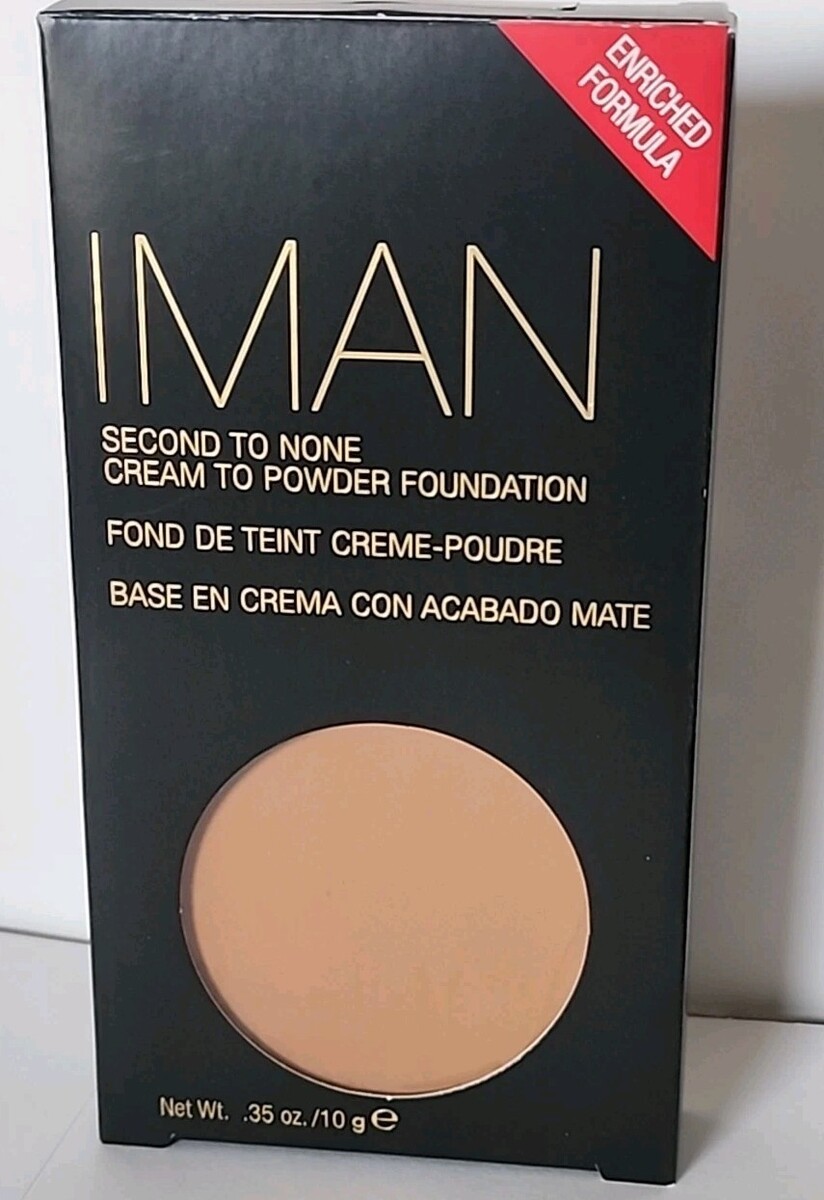 ENRICHED
FORMULA
IMAN
SECOND TO NONE
CREAM TO POWDER FOUNDATION
FOND DE TEINT CREME-POUDRE
BASE EN CREMA CON ACABADO MATE
Net Wt. .35 oz./10 g ℮